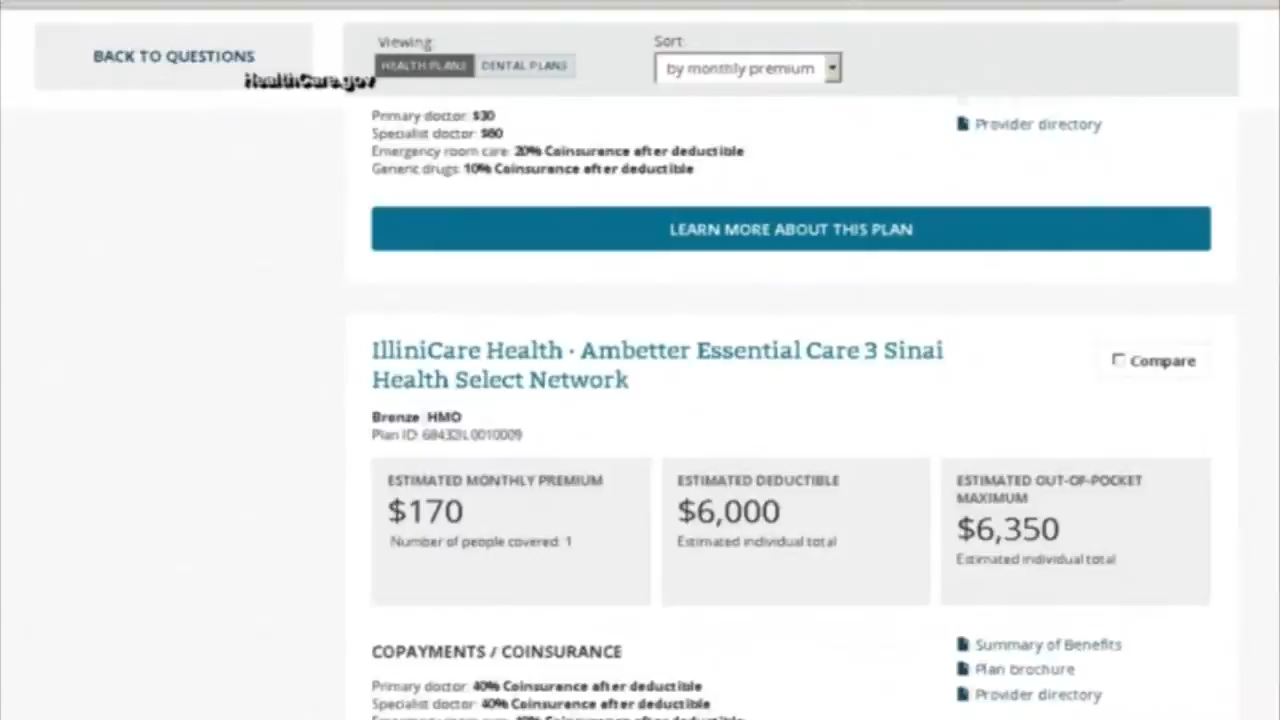 BACK TO QUESTIONS
HealthCare.gov
Viewing:
HEALTH PLANS DENTAL PLANS
Sort:
by monthly premium
Primary doctor: $30
Specialist doctor: $60
Emergency room care: 20% Coinsurance after deductible
Generic drugs: 10% Coinsurance after deductible
Provider directory
LEARN MORE ABOUT THIS PLAN
IlliniCare Health · Ambetter Essential Care 3 Sinai
Health Select Network
Compare
Bronze HMO
Plan ID: 68432IL0010009
ESTIMATED MONTHLY PREMIUM
$170
Number of people covered: 1
ESTIMATED DEDUCTIBLE
$6,000
Estimated individual total
ESTIMATED OUT-OF-POCKET
MAXIMUM
$6,350
Estimated individual total
COPAYMENTS / COINSURANCE
Primary doctor: 40% Coinsurance after deductible
Specialist doctor: 40% Coinsurance after deductible
Summary of Benefits
Plan brochure
Provider directory